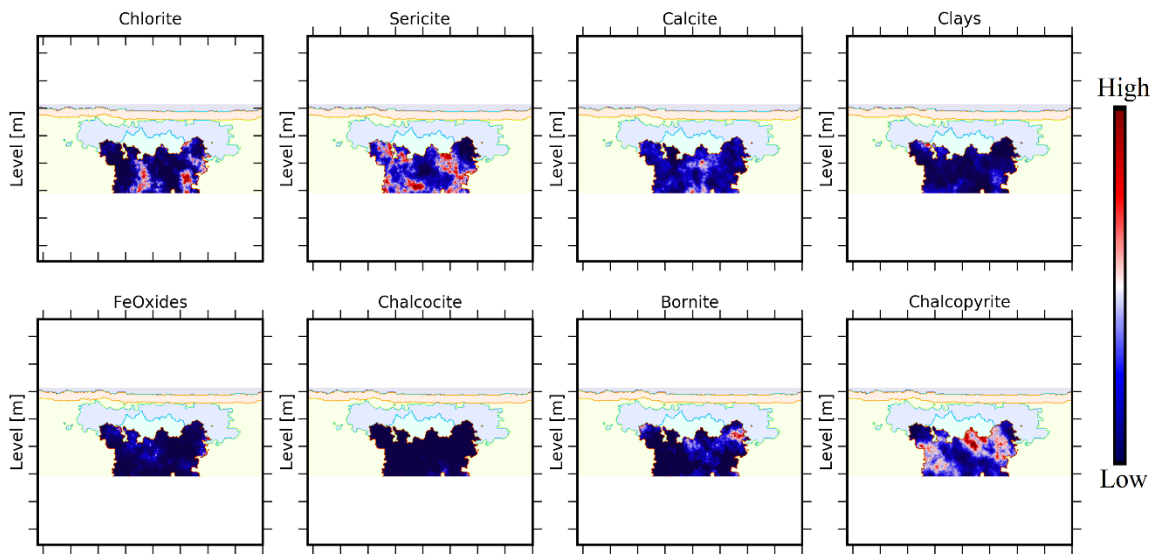 Chlorite
Sericite
Calcite
Clays
High
Level [m]
Level [m]
Level [m]
Level [m]
FeOxides
Chalcocite
Bornite
Chalcopyrite
Level [m]
Level [m]
Level [m]
Level [m]
Low